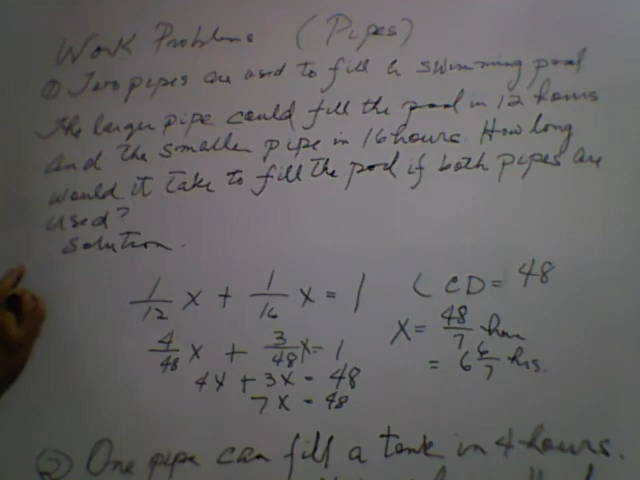 Work Problems (Pipes)
① Two pipes are used to fill a swimming pool
The larger pipe could fill the pool in 12 hours
and the smaller pipe in 16 hours. How long
would it take to fill the pool if both pipes are
used?
Solution.
1/12 x + 1/16 x = 1
LCD = 48
4/48 x + 3/48 x = 1
4x + 3x = 48
7x = 48
x = 48/7 hrs
= 6 6/7 hrs.
② One pipe can fill a tank in 4 hours.